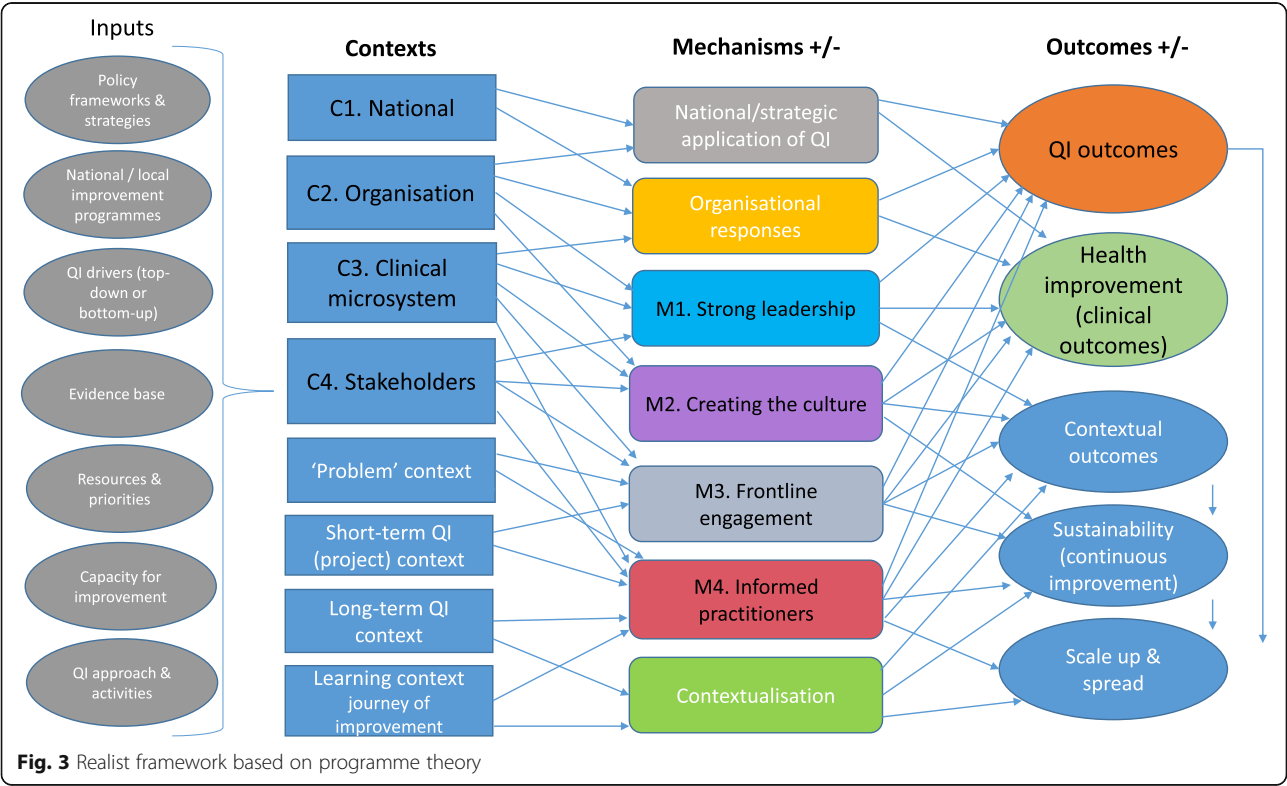 Inputs
Policy
frameworks &
strategies
National / local
improvement
programmes
QI drivers (top-
down or
bottom-up)
Evidence base
Resources &
priorities
Capacity for
improvement
QI approach &
activities
Contexts
C1. National
C2. Organisation
C3. Clinical
microsystem
C4. Stakeholders
‘Problem’ context
Short-term QI
(project) context
Long-term QI
context
Learning context
journey of
improvement
Mechanisms +/-
National/strategic
application of QI
Organisational
responses
M1. Strong leadership
M2. Creating the culture
M3. Frontline
engagement
M4. Informed
practitioners
Contextualisation
Outcomes +/-
QI outcomes
Health
improvement
(clinical
outcomes)
Contextual
outcomes
Sustainability
(continuous
improvement)
Scale up &
spread
Fig. 3 Realist framework based on programme theory